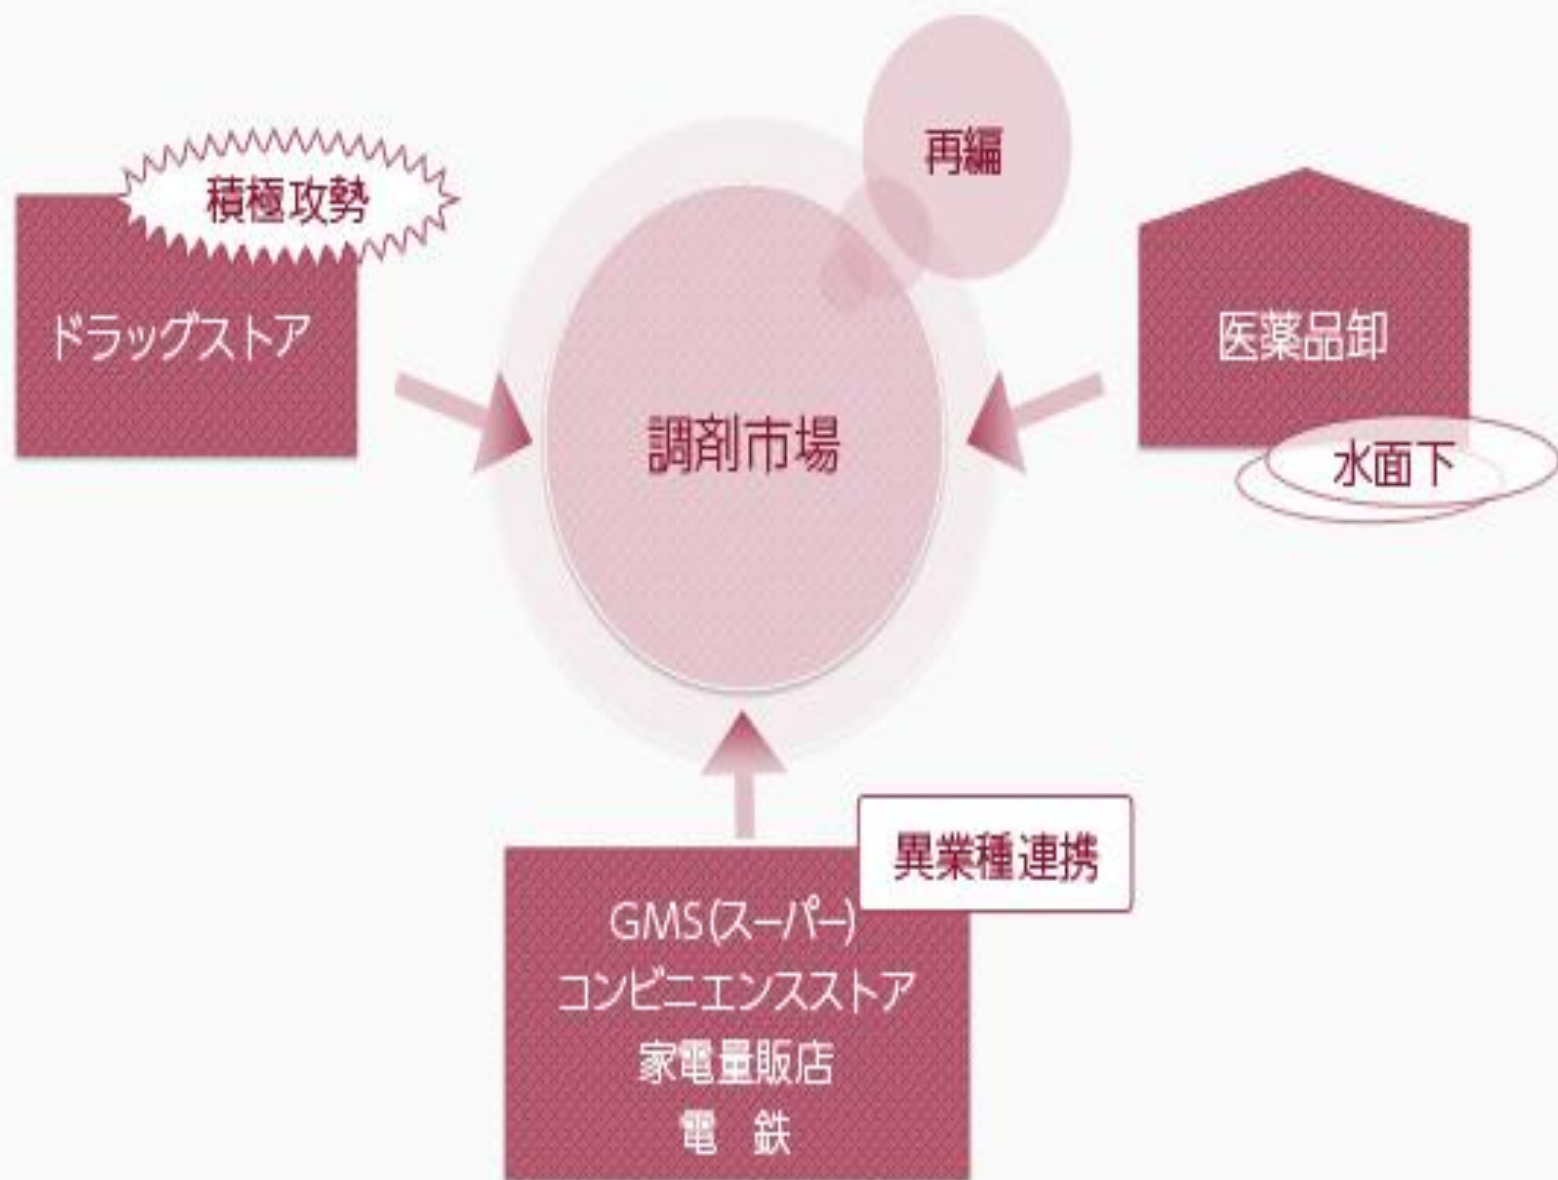 再編
積極攻勢
ドラッグストア
医薬品卸
水面下
調剤市場
異業種連携
GMS(スーパー)
コンビニエンスストア
家電量販店
電 鉄